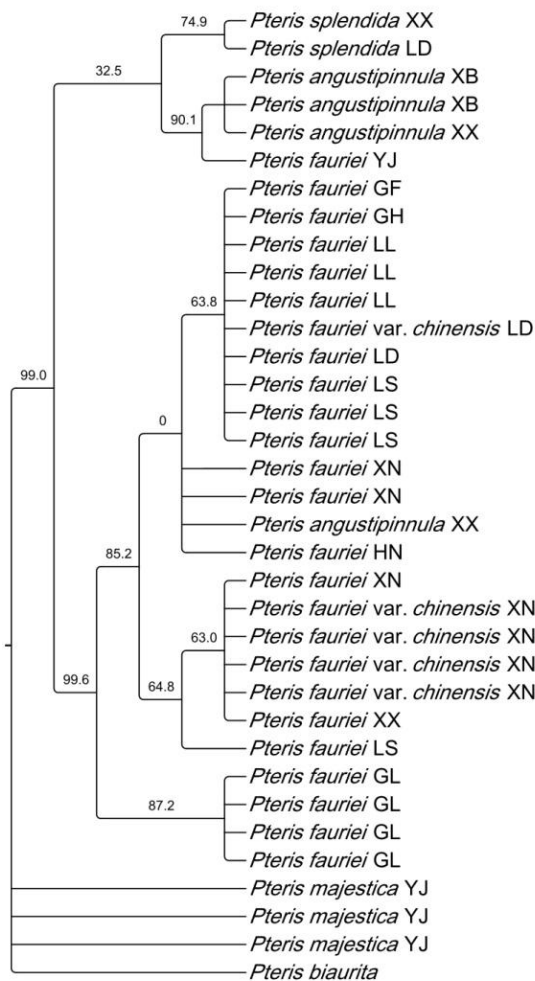 74.9
Pteris splendida XX
Pteris splendida LD
32.5
Pteris angustipinnula XB
90.1
Pteris angustipinnula XB
Pteris angustipinnula XX
Pteris fauriei YJ
Pteris fauriei GF
Pteris fauriei GH
Pteris fauriei LL
Pteris fauriei LL
63.8
Pteris fauriei LL
Pteris fauriei var. chinensis LD
Pteris fauriei LD
99.0
Pteris fauriei LS
Pteris fauriei LS
0
Pteris fauriei LS
Pteris fauriei XN
Pteris fauriei XN
Pteris angustipinnula XX
85.2
Pteris fauriei HN
Pteris fauriei XN
Pteris fauriei var. chinensis XN
63.0
Pteris fauriei var. chinensis XN
Pteris fauriei var. chinensis XN
99.6
64.8
Pteris fauriei var. chinensis XN
Pteris fauriei XX
Pteris fauriei LS
Pteris fauriei GL
87.2
Pteris fauriei GL
Pteris fauriei GL
Pteris fauriei GL
Pteris majestica YJ
Pteris majestica YJ
Pteris majestica YJ
Pteris biaurita